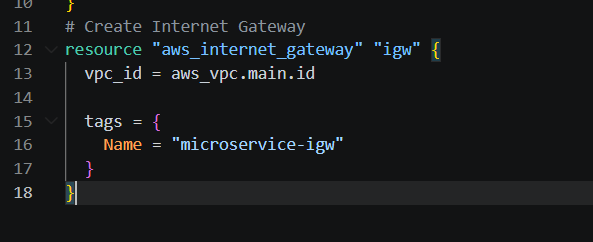 10 }
11 # Create Internet Gateway
12 resource "aws_internet_gateway" "igw" {
13   vpc_id = aws_vpc.main.id
14
15   tags = {
16     Name = "microservice-igw"
17   }
18 }